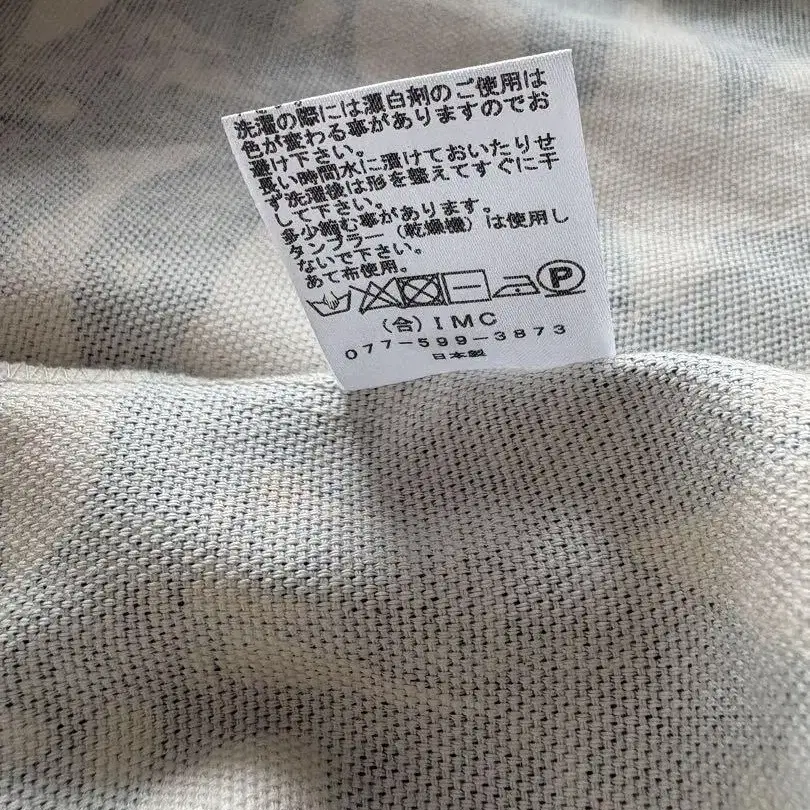 洗濯の際には漂白剤のご使用は
色が変わる事がありますのでお
避け下さい。
長い時間水に漬けておいたりせ
ず洗濯後は形を整えてすぐに干
して下さい。
多少縮む事があります。
タンブラー（乾燥機）は使用し
ないで下さい。
あて布使用。
P
（合）IMC
077-599-3873
日本製